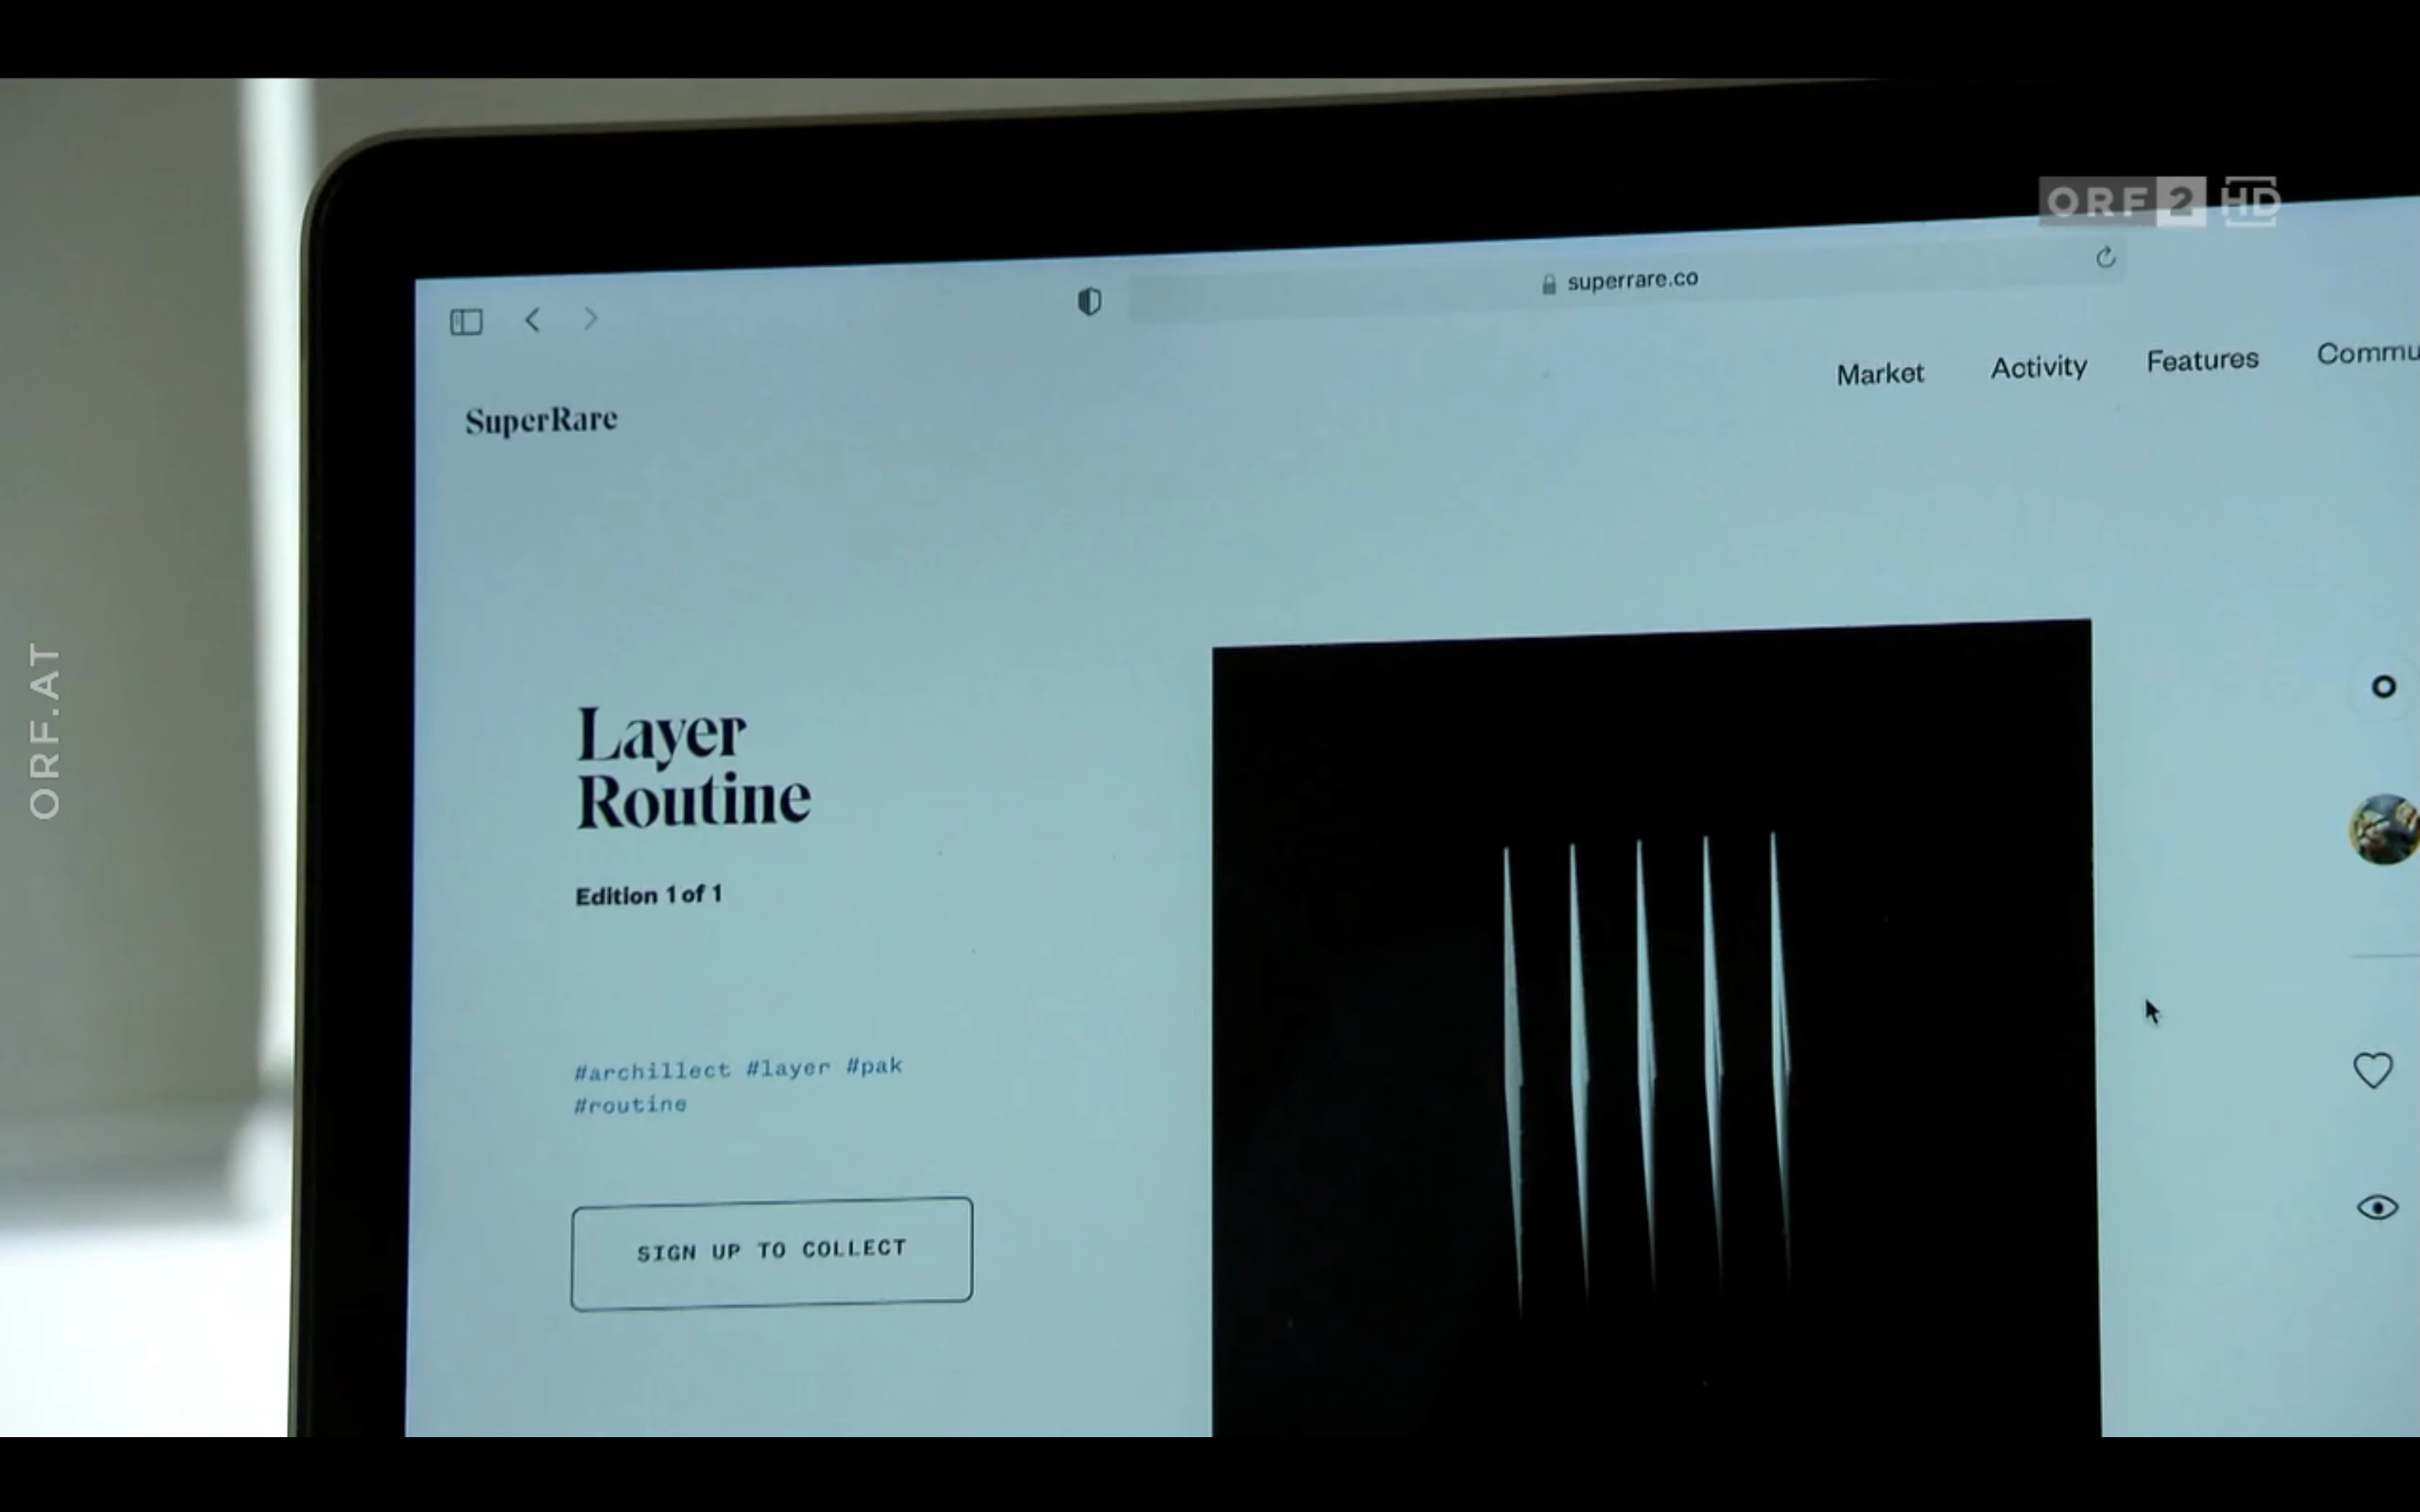 ORF 2 HD
superrare.co
Market Activity Features Commu
SuperRare
Layer
Routine
Edition 1 of 1
#archillect #layer #pak
#routine
SIGN UP TO COLLECT
ORF.AT